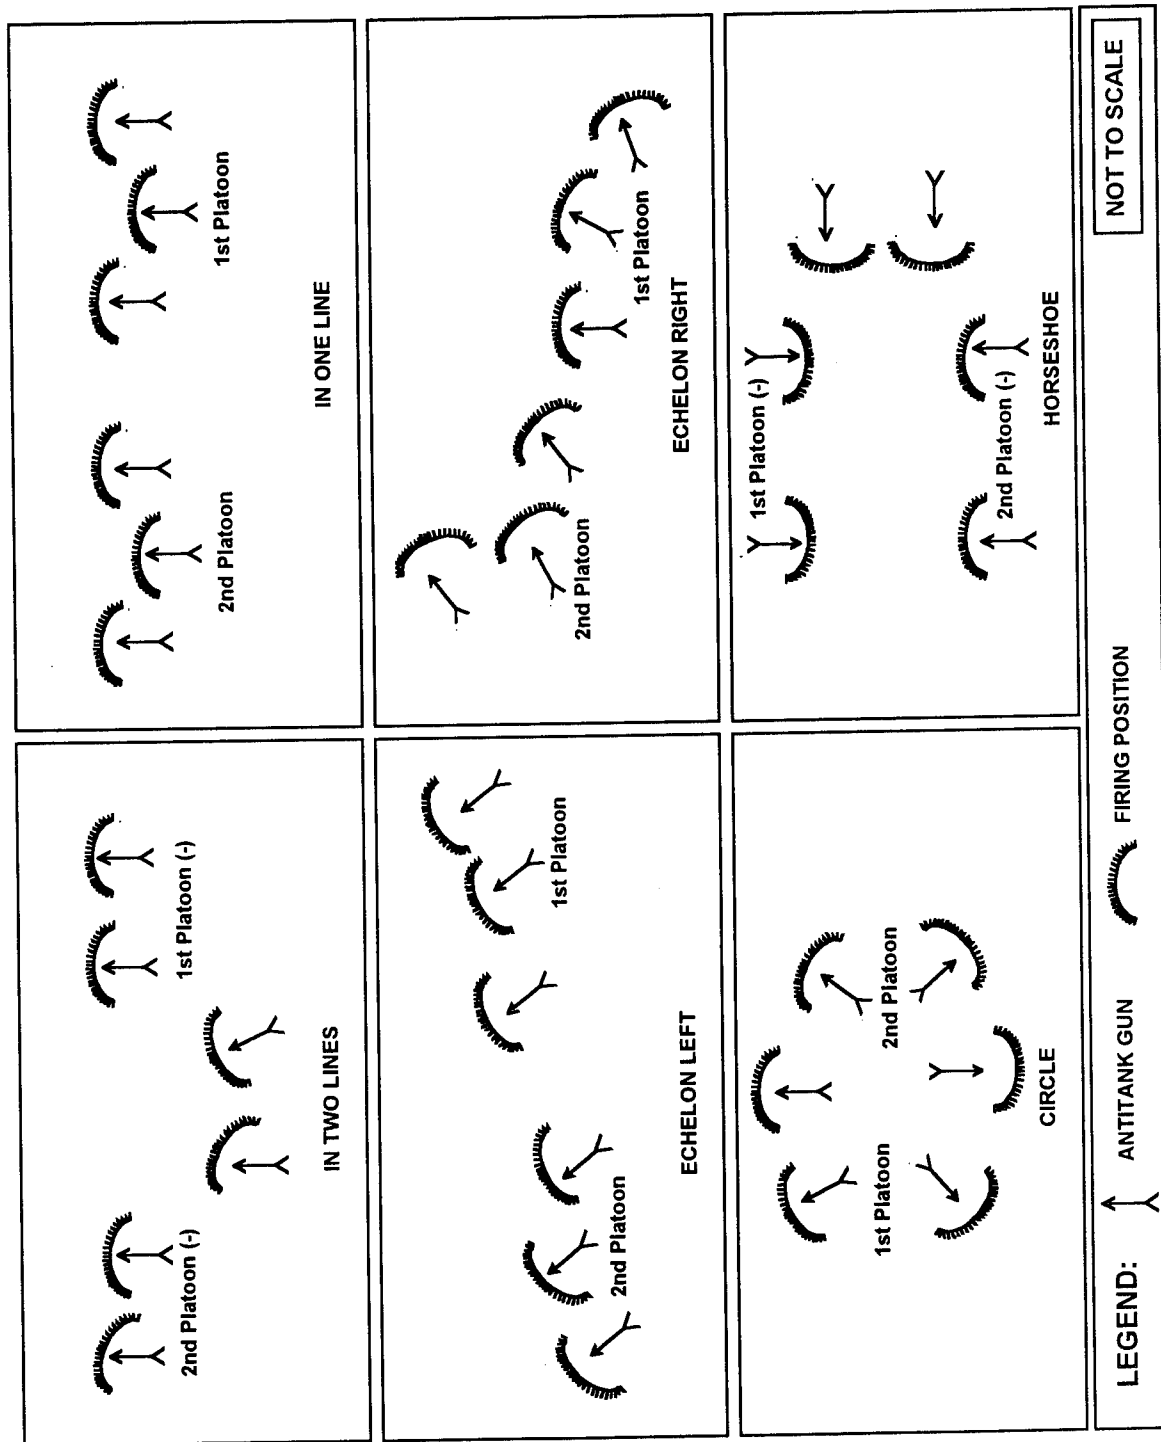 2nd Platoon (-)
1st Platoon (-)
IN TWO LINES
2nd Platoon
1st Platoon
IN ONE LINE
1st Platoon
2nd Platoon
ECHELON LEFT
2nd Platoon
1st Platoon
ECHELON RIGHT
1st Platoon
2nd Platoon
CIRCLE
1st Platoon (-)
2nd Platoon (-)
HORSESHOE
LEGEND:
ANTITANK GUN
FIRING POSITION
NOT TO SCALE